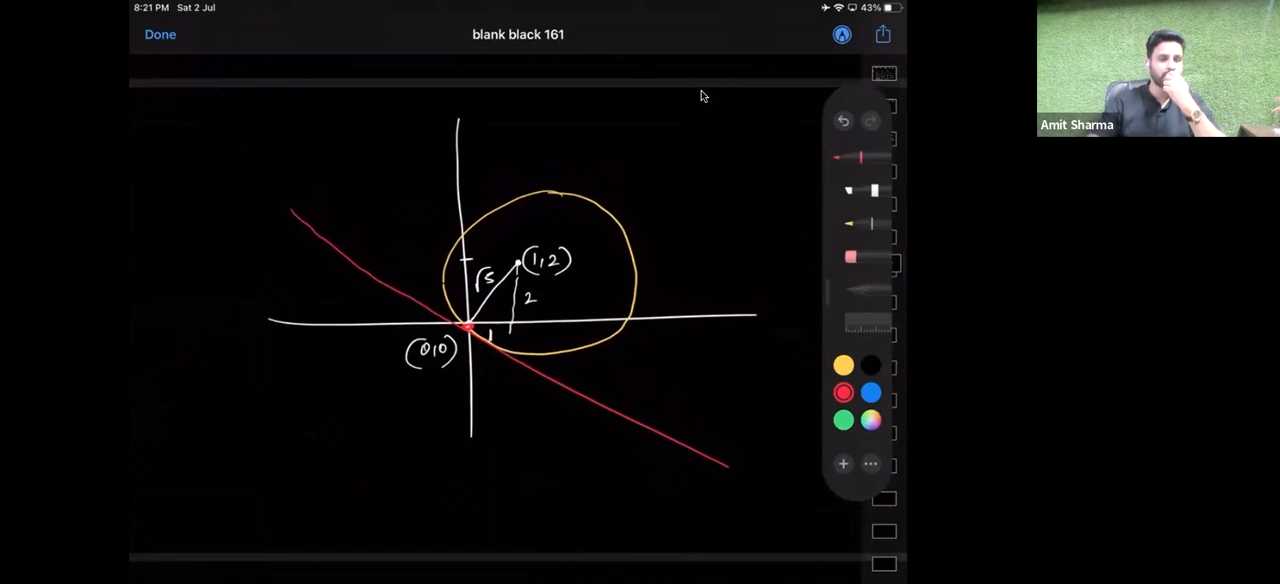 8:21 PM Sat 2 Jul
43%
Done
blank black 161
Amit Sharma
(1,2)
√5
2
1
(0,0)